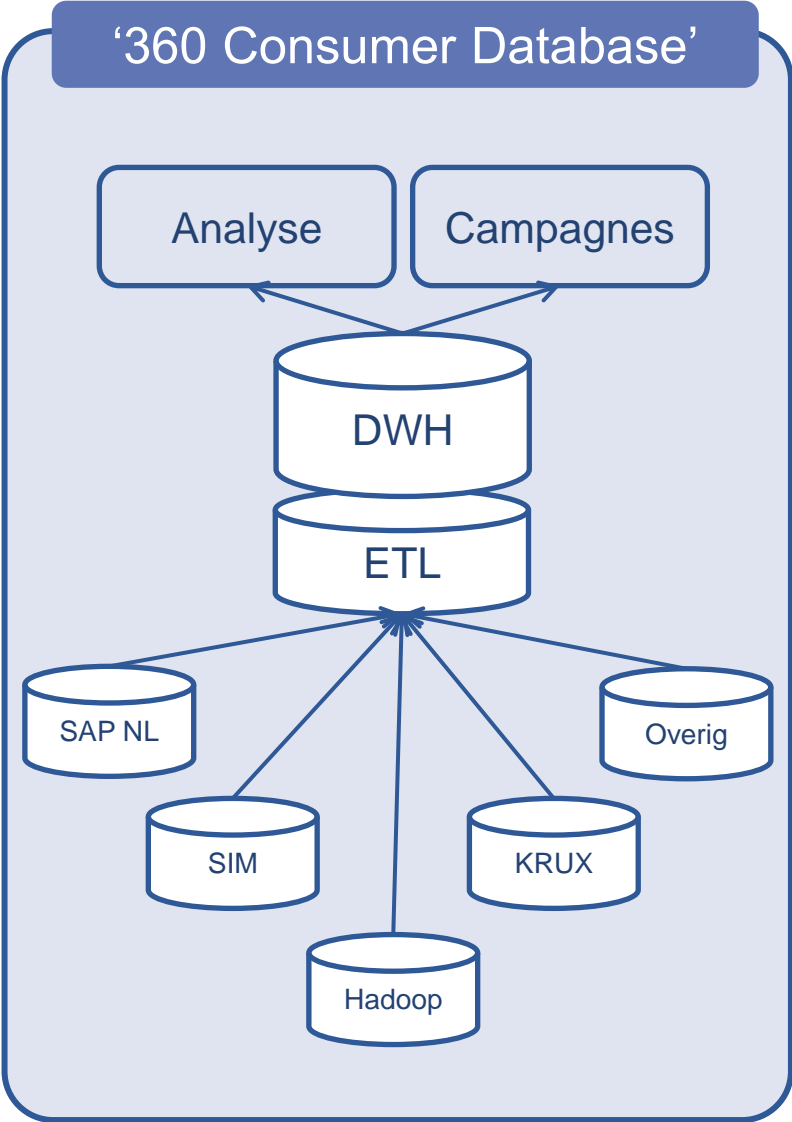 ‘360 Consumer Database’
Analyse
Campagnes
DWH
ETL
SAP NL
Overig
SIM
KRUX
Hadoop